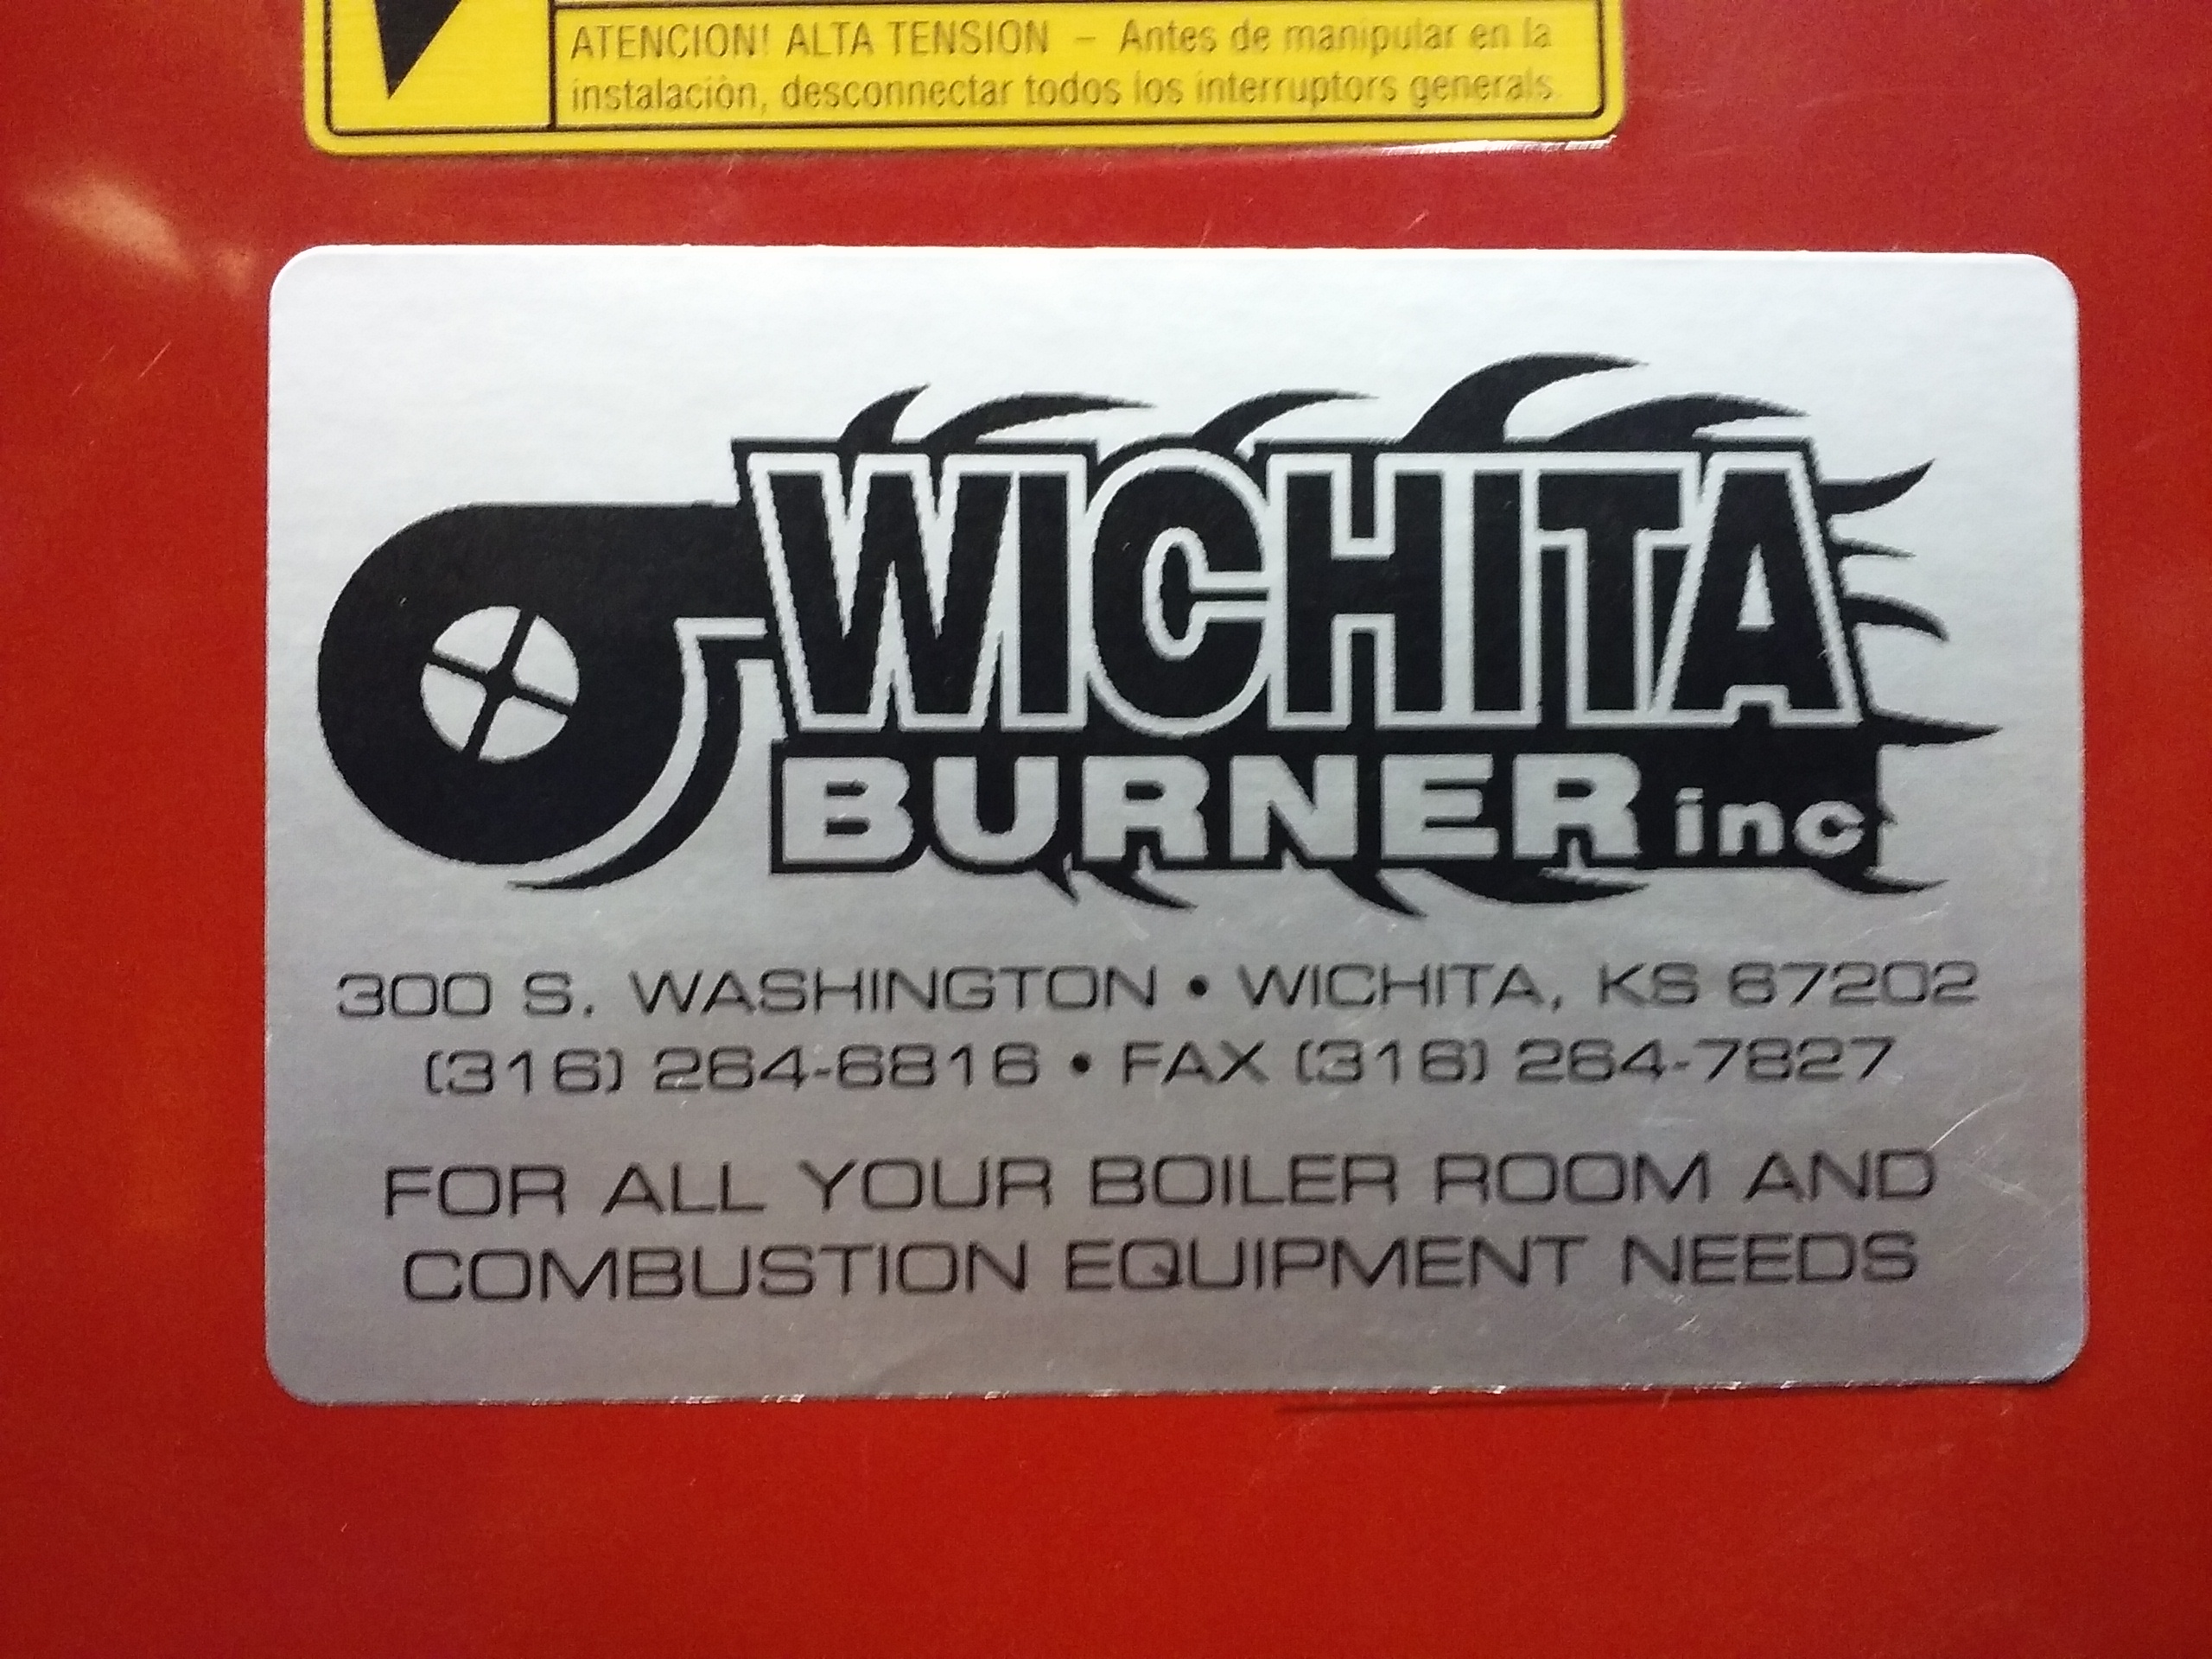 ATENCION! ALTA TENSION – Antes de manipular en la
instalaciòn, desconnectar todos los interruptors generals.
WICHITA
BURNER inc
300 S. WASHINGTON • WICHITA, KS 67202
(316) 264-6816 • FAX (316) 264-7827
FOR ALL YOUR BOILER ROOM AND
COMBUSTION EQUIPMENT NEEDS